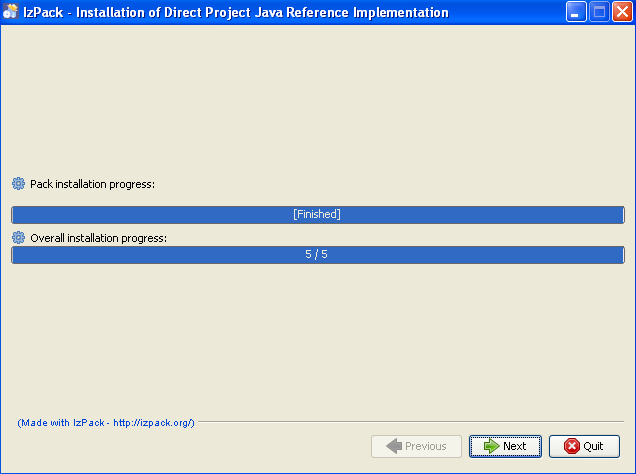 IzPack - Installation of Direct Project Java Reference Implementation
Pack installation progress:
[Finished]
Overall installation progress:
5 / 5
(Made with IzPack - http://izpack.org/)
Previous Next Quit